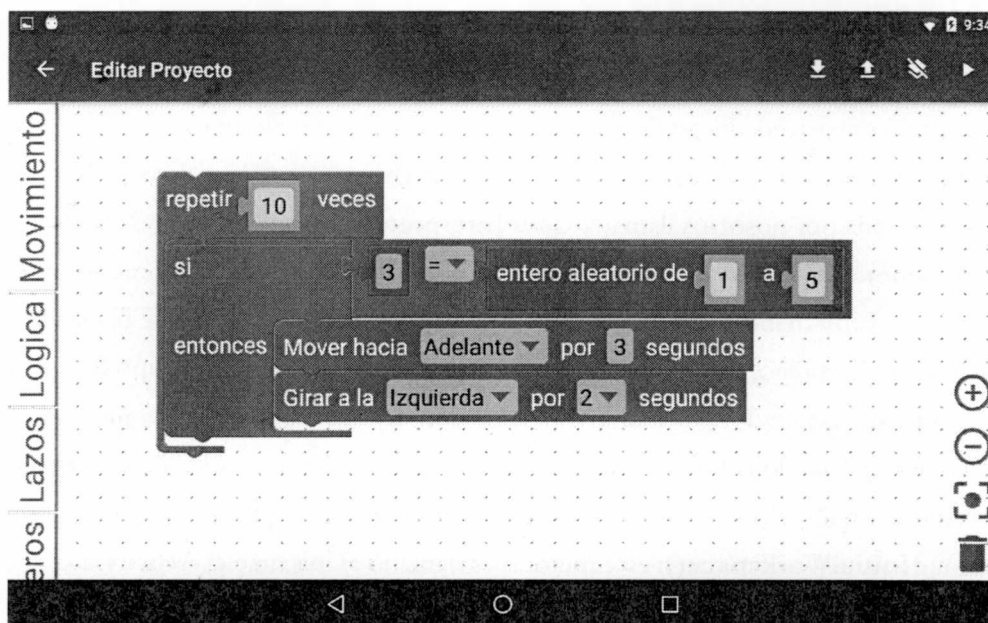 9:34
Editar Proyecto
Movimiento
Logica
Lazos
eros
repetir 10 veces
si 3 = entero aleatorio de 1 a 5
entonces Mover hacia Adelante por 3 segundos
Girar a la Izquierda por 2 segundos